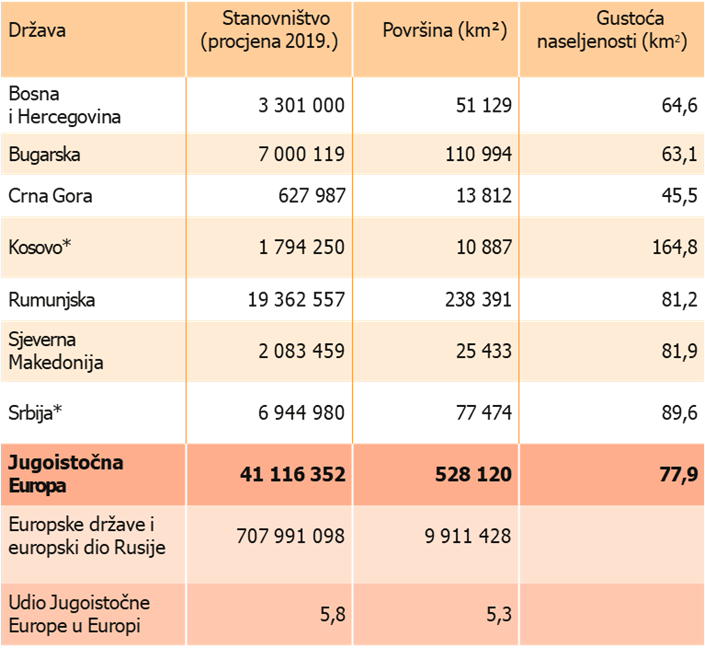 Država Stanovništvo (procjena 2019.) Površina (km²) Gustoća naseljenosti (km²)
Bosna i Hercegovina 3 301 000 51 129 64,6
Bugarska 7 000 119 110 994 63,1
Crna Gora 627 987 13 812 45,5
Kosovo* 1 794 250 10 887 164,8
Rumunjska 19 362 557 238 391 81,2
Sjeverna Makedonija 2 083 459 25 433 81,9
Srbija* 6 944 980 77 474 89,6
Jugoistočna Europa 41 116 352 528 120 77,9
Europske države i europski dio Rusije 707 991 098 9 911 428
Udio Jugoistočne Europe u Europi 5,8 5,3